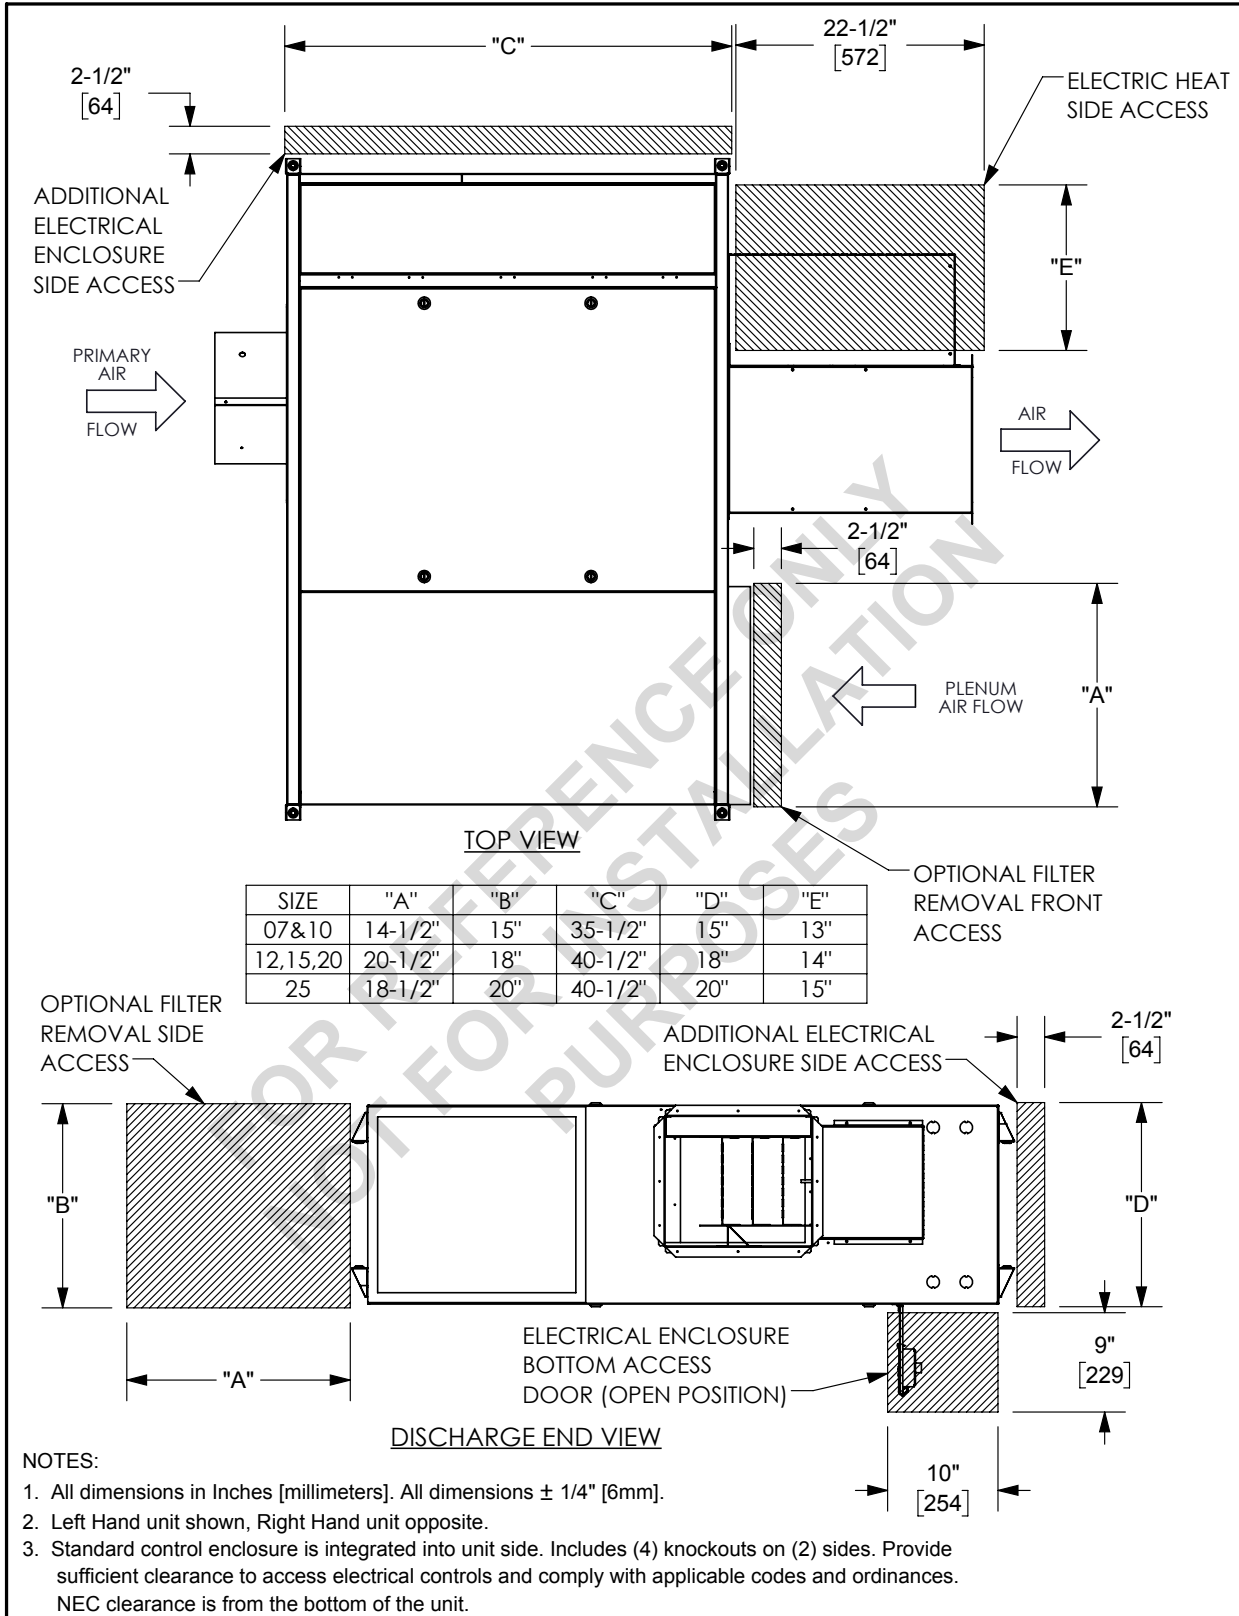 "C"
22-1/2"
[572]
2-1/2"
[64]
ELECTRIC HEAT
SIDE ACCESS
ADDITIONAL
ELECTRICAL
ENCLOSURE
SIDE ACCESS
"E"
PRIMARY
AIR
FLOW
AIR
FLOW
2-1/2"
[64]
PLENUM
AIR FLOW
"A"
TOP VIEW
OPTIONAL FILTER
REMOVAL FRONT
ACCESS
SIZE "A" "B" "C" "D" "E"
07&10 14-1/2" 15" 35-1/2" 15" 13"
12,15,20 20-1/2" 18" 40-1/2" 18" 14"
25 18-1/2" 20" 40-1/2" 20" 15"
FOR REFERENCE ONLY
NOT FOR INSTALLATION
PURPOSES
OPTIONAL FILTER
REMOVAL SIDE
ACCESS
ADDITIONAL ELECTRICAL
ENCLOSURE SIDE ACCESS
2-1/2"
[64]
"B"
"D"
"A"
ELECTRICAL ENCLOSURE
BOTTOM ACCESS
DOOR (OPEN POSITION)
9"
[229]
10"
[254]
DISCHARGE END VIEW
NOTES:
1. All dimensions in Inches [millimeters]. All dimensions ± 1/4" [6mm].
2. Left Hand unit shown, Right Hand unit opposite.
3. Standard control enclosure is integrated into unit side. Includes (4) knockouts on (2) sides. Provide
sufficient clearance to access electrical controls and comply with applicable codes and ordinances.
NEC clearance is from the bottom of the unit.